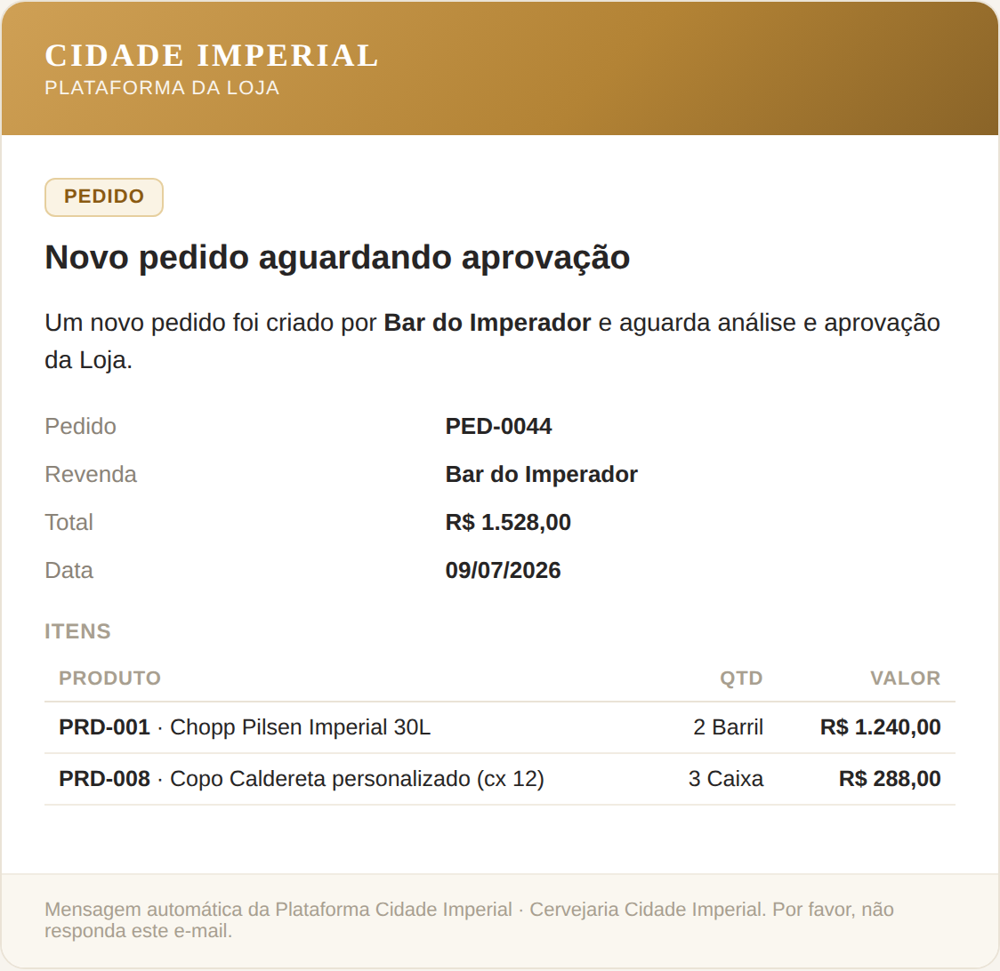 CIDADE IMPERIAL
PLATAFORMA DA LOJA
PEDIDO
Novo pedido aguardando aprovação
Um novo pedido foi criado por Bar do Imperador e aguarda análise e aprovação
da Loja.
Pedido PED-0044
Revenda Bar do Imperador
Total R$ 1.528,00
Data 09/07/2026
ITENS
PRODUTO QTD VALOR
PRD-001 · Chopp Pilsen Imperial 30L 2 Barril R$ 1.240,00
PRD-008 · Copo Caldereta personalizado (cx 12) 3 Caixa R$ 288,00
Mensagem automática da Plataforma Cidade Imperial · Cervejaria Cidade Imperial. Por favor, não
responda este e-mail.